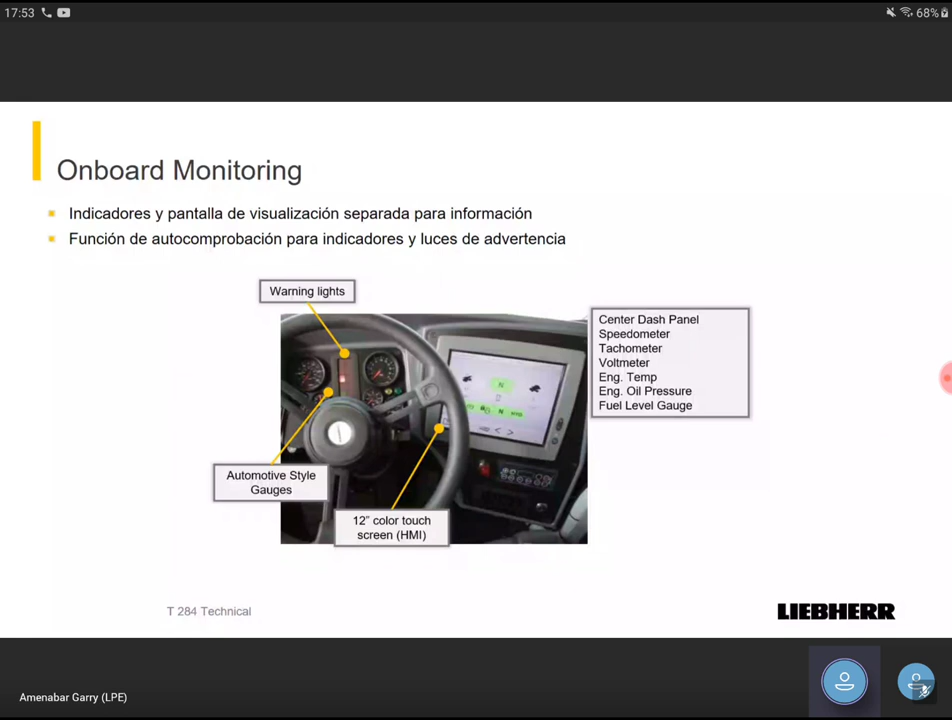 17:53
68%
Onboard Monitoring
Indicadores y pantalla de visualización separada para información
Función de autocomprobación para indicadores y luces de advertencia
Warning lights
Center Dash Panel
Speedometer
Tachometer
Voltmeter
Eng. Temp
Eng. Oil Pressure
Fuel Level Gauge
N
N
Automotive Style
Gauges
12″ color touch
screen (HMI)
T 284 Technical
LIEBHERR
Amenabar Garry (LPE)